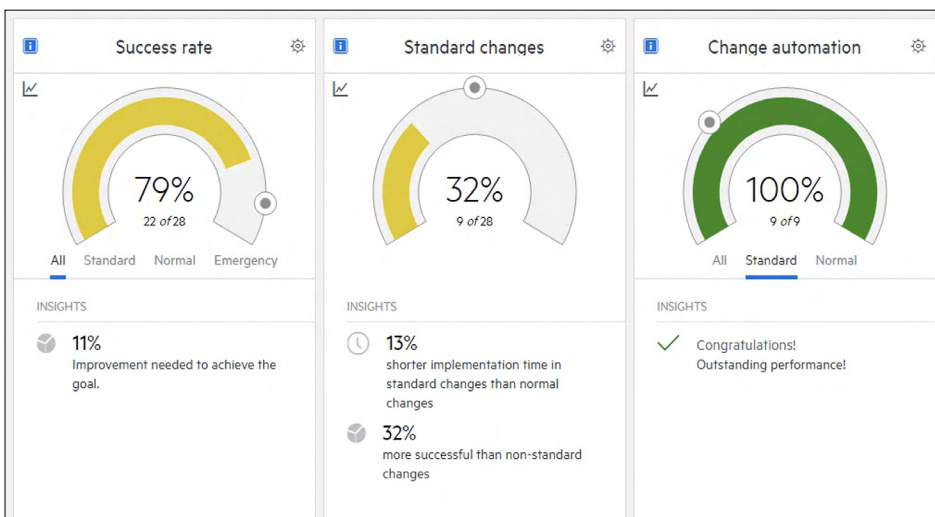 Success rate
79%
22 of 28
All Standard Normal Emergency
INSIGHTS
11%
Improvement needed to achieve the
goal.
Standard changes
32%
9 of 28
INSIGHTS
13%
shorter implementation time in
standard changes than normal
changes
32%
more successful than non-standard
changes
Change automation
100%
9 of 9
All Standard Normal
INSIGHTS
Congratulations!
Outstanding performance!